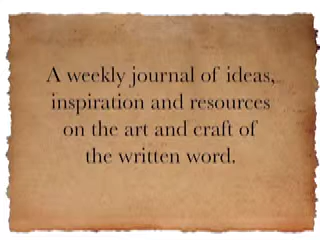 A weekly journal of ideas,
inspiration and resources
on the art and craft of
the written word.